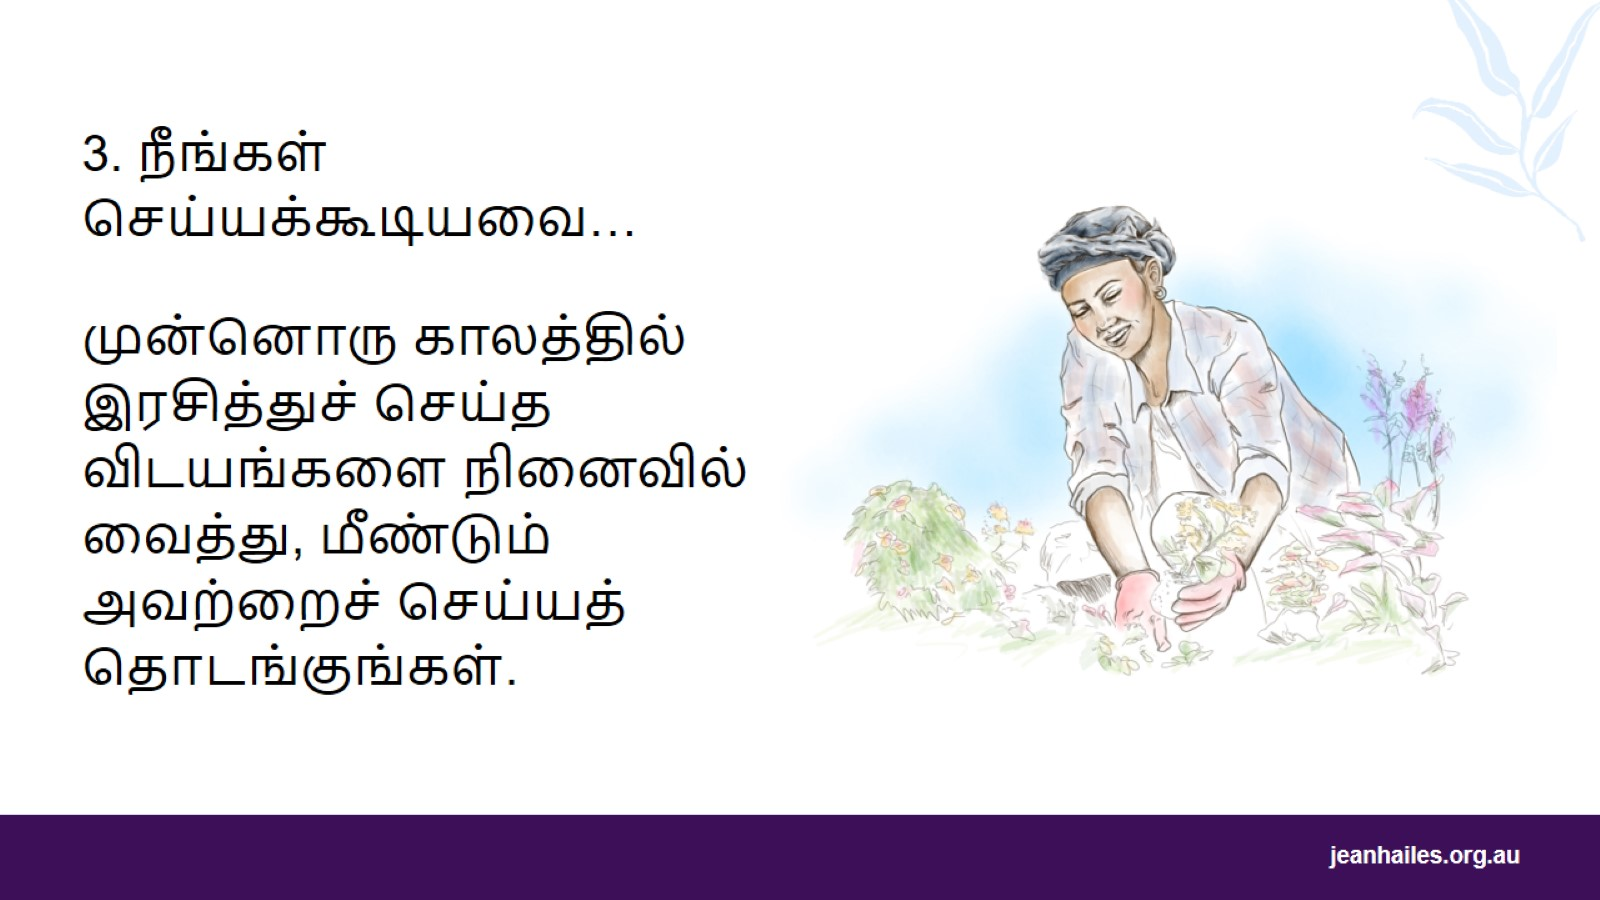 3. நீங்கள்
செய்யக்கூடியவை...
முன்னொரு காலத்தில்
இரசித்துச் செய்த
விடயங்களை நினைவில்
வைத்து, மீண்டும்
அவற்றைச் செய்யத்
தொடங்குங்கள்.
jeanhailes.org.au